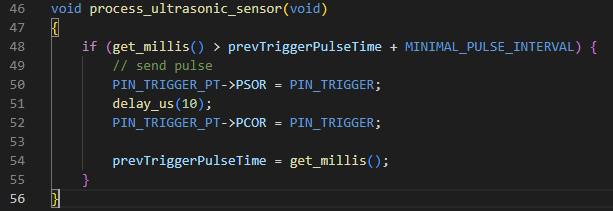 46 void process_ultrasonic_sensor(void)
47 {
48     if (get_millis() > prevTriggerPulseTime + MINIMAL_PULSE_INTERVAL) {
49         // send pulse
50         PIN_TRIGGER_PT->PSOR = PIN_TRIGGER;
51         delay_us(10);
52         PIN_TRIGGER_PT->PCOR = PIN_TRIGGER;
53
54         prevTriggerPulseTime = get_millis();
55     }
56 }